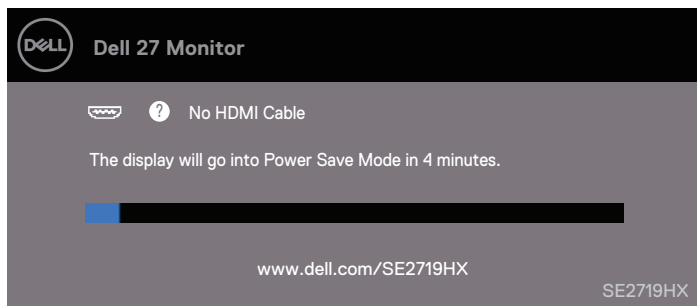 DELL
Dell 27 Monitor
? No HDMI Cable
The display will go into Power Save Mode in 4 minutes.
www.dell.com/SE2719HX
SE2719HX